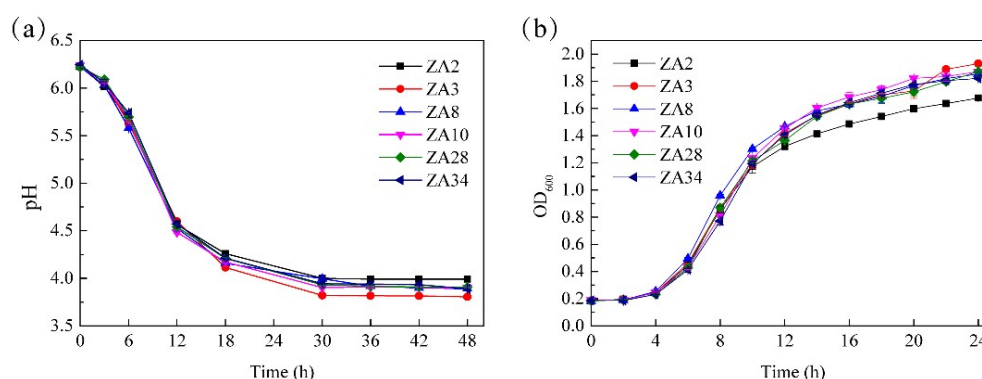 (a)
6.5
6.0
5.5
5.0
4.5
4.0
3.5
pH
ZA2
ZA3
ZA8
ZA10
ZA28
ZA34
0 3 6 12 18 24 30 36 42 48
Time (h)
(b)
2.0
1.8
1.6
1.4
1.2
1.0
0.8
0.6
0.4
0.2
0.0
OD600
ZA2
ZA3
ZA8
ZA10
ZA28
ZA34
0 4 8 12 16 20 24
Time (h)